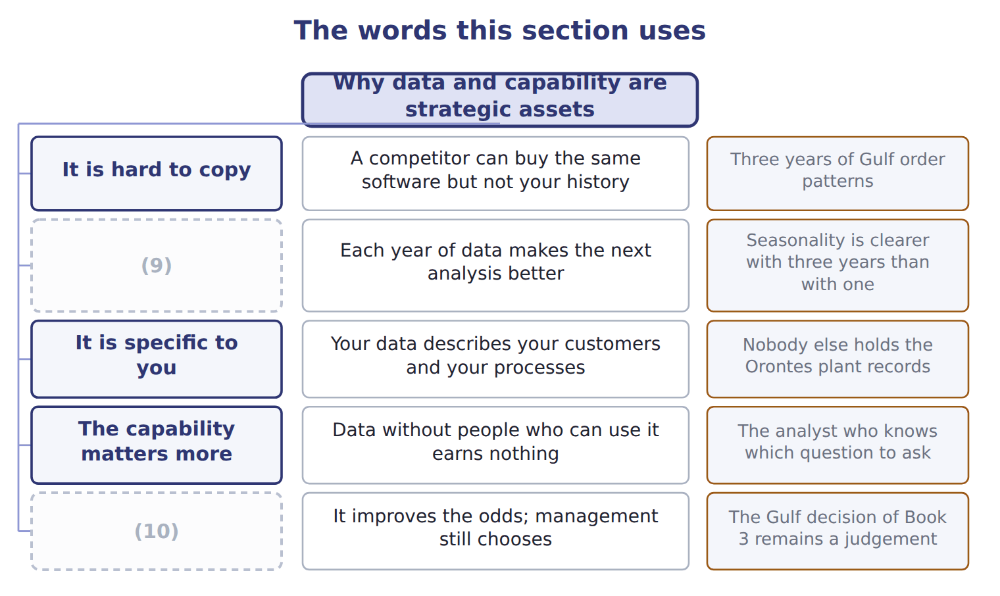 The words this section uses
Why data and capability are
strategic assets
It is hard to copy
A competitor can buy the same
software but not your history
Three years of Gulf order
patterns
(9)
Each year of data makes the next
analysis better
Seasonality is clearer
with three years than
with one
It is specific to
you
Your data describes your customers
and your processes
Nobody else holds the
Orontes plant records
The capability
matters more
Data without people who can use it
earns nothing
The analyst who knows
which question to ask
(10)
It improves the odds; management
still chooses
The Gulf decision of Book
3 remains a judgement